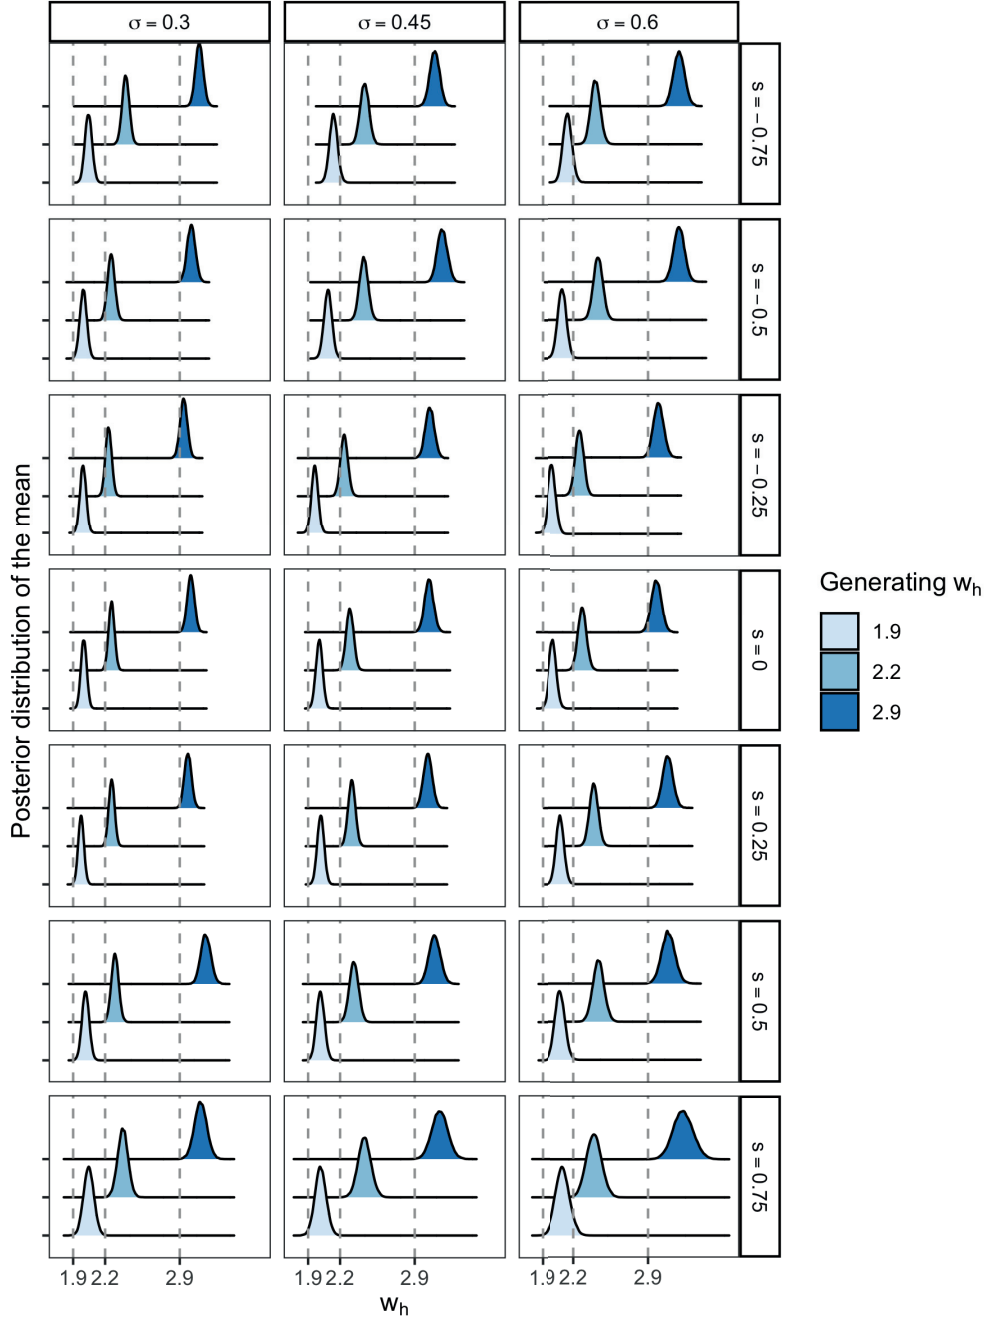 σ = 0.3
σ = 0.45
σ = 0.6
s = −0.75
s = −0.5
s = −0.25
s = 0
s = 0.25
s = 0.5
s = 0.75
Posterior distribution of the mean
1.9 2.2 2.9
1.9 2.2 2.9
1.9 2.2 2.9
wh
Generating wh
1.9
2.2
2.9